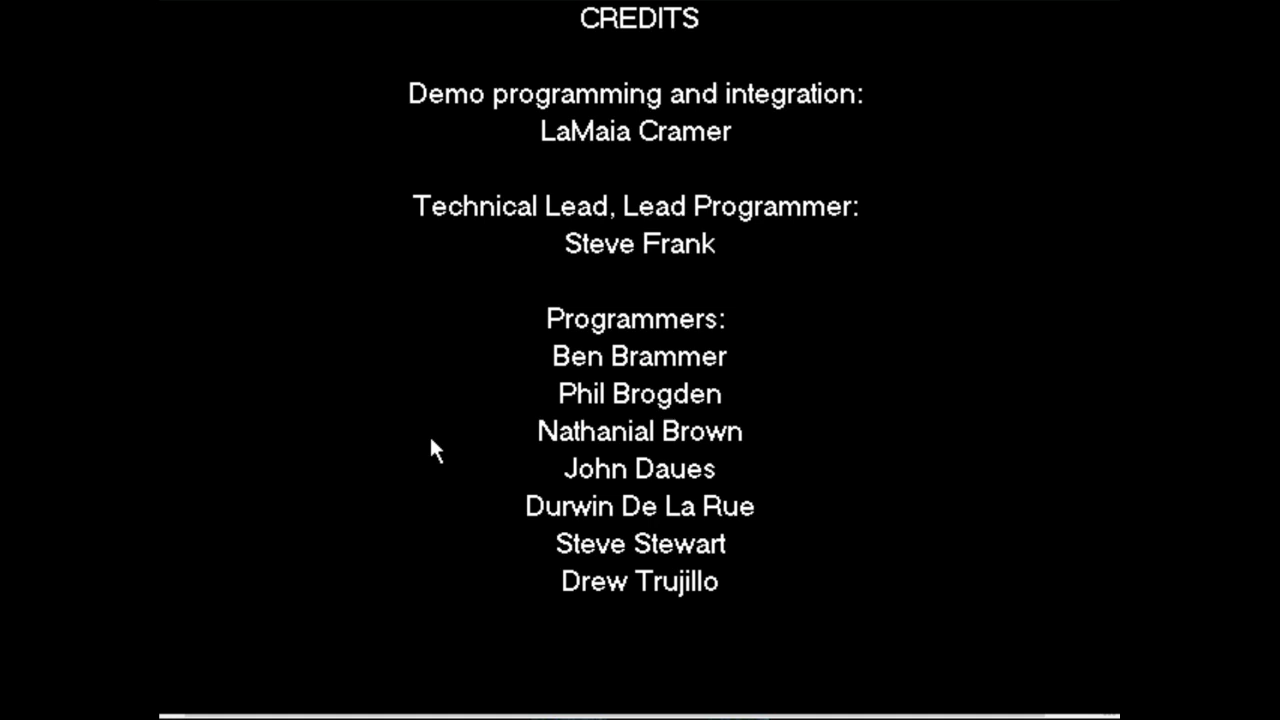 CREDITS
Demo programming and integration:
LaMaia Cramer
Technical Lead, Lead Programmer:
Steve Frank
Programmers:
Ben Brammer
Phil Brogden
Nathanial Brown
John Daues
Durwin De La Rue
Steve Stewart
Drew Trujillo